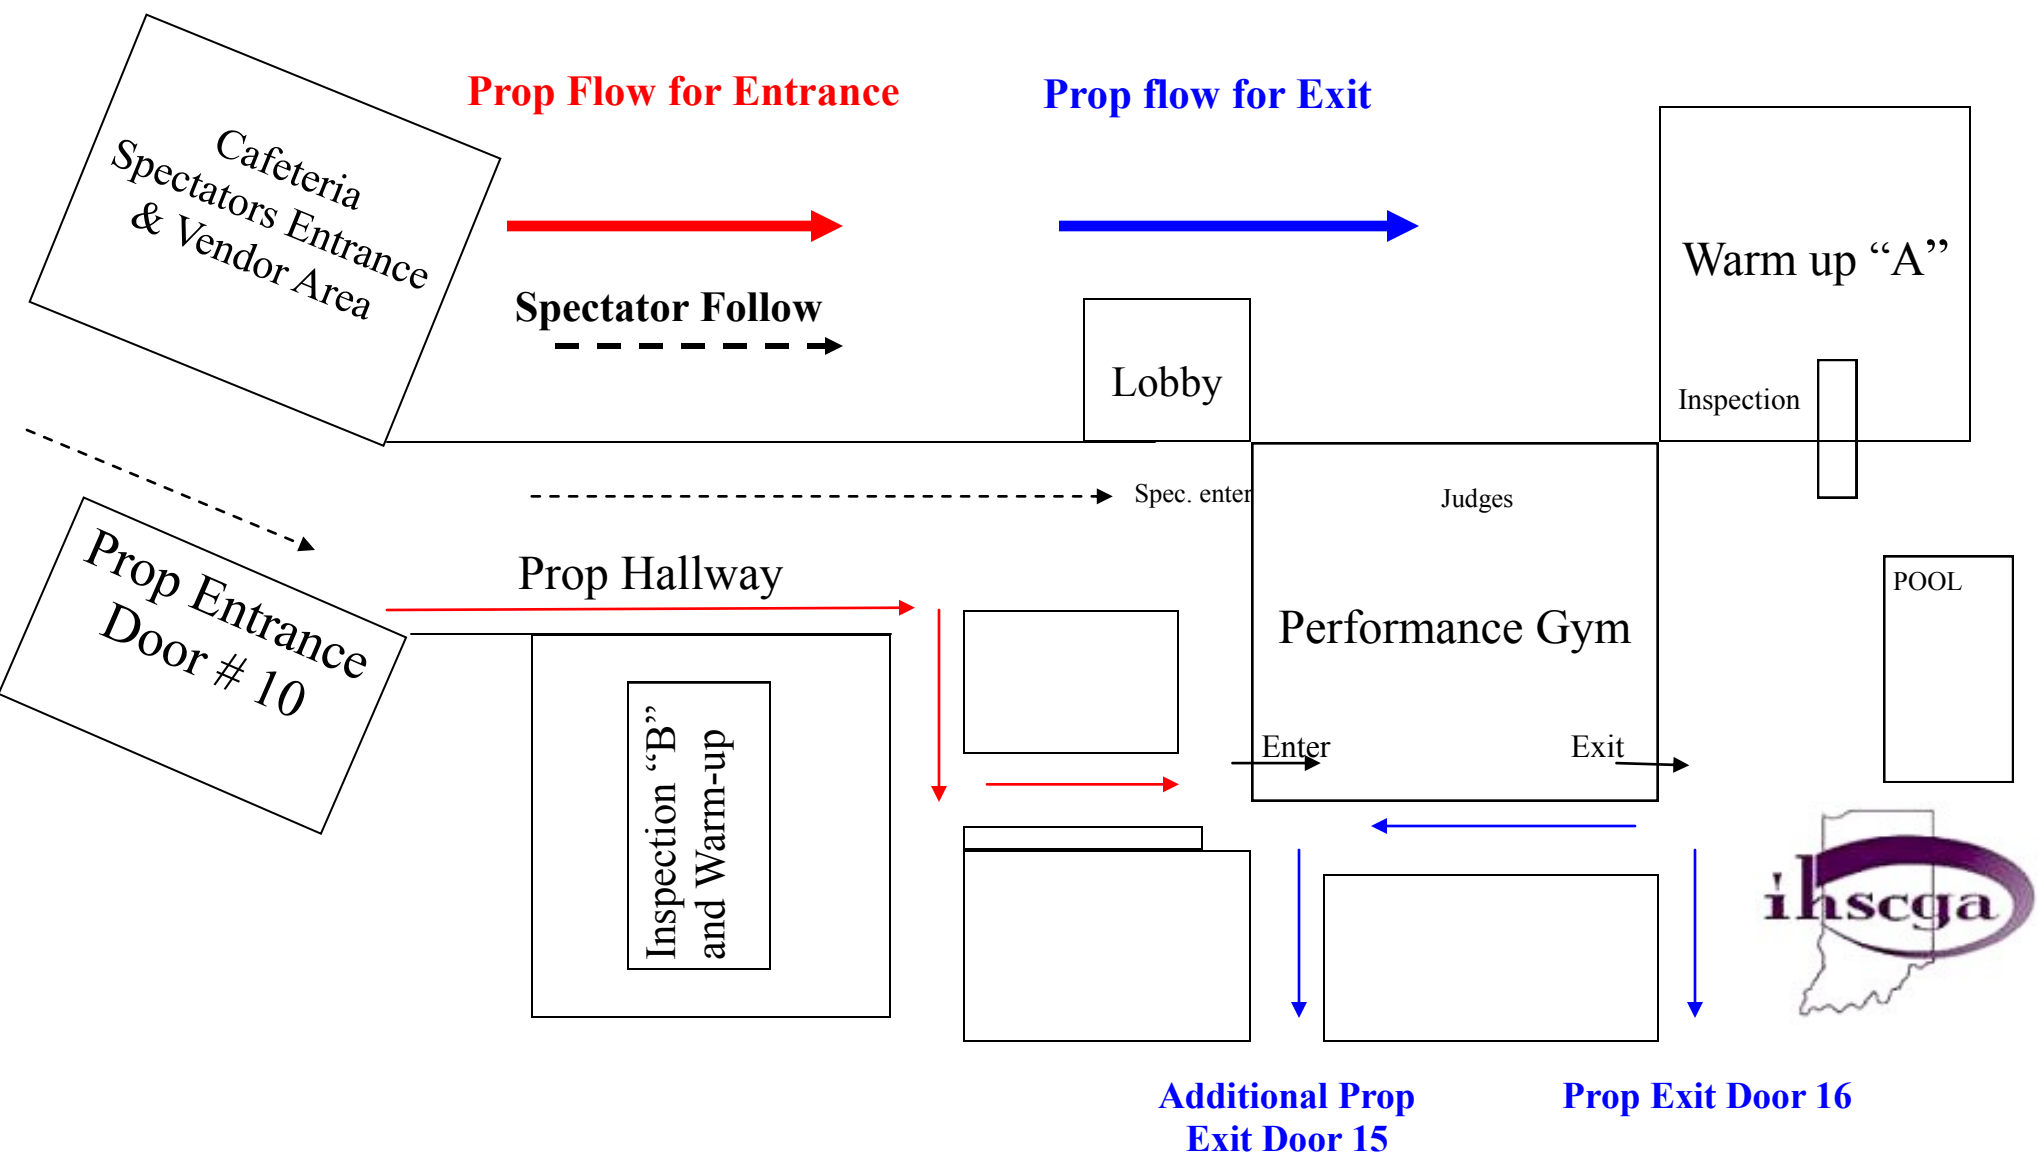 Prop Flow for Entrance
Prop flow for Exit
Cafeteria
Spectators Entrance
& Vendor Area
Spectator Follow
Warm up “A”
Lobby
Inspection
Spec. enter
Judges
Prop Entrance
Door # 10
Prop Hallway
POOL
Performance Gym
Inspection “B”
and Warm-up
Enter
Exit
ihscga
Additional Prop
Exit Door 15
Prop Exit Door 16